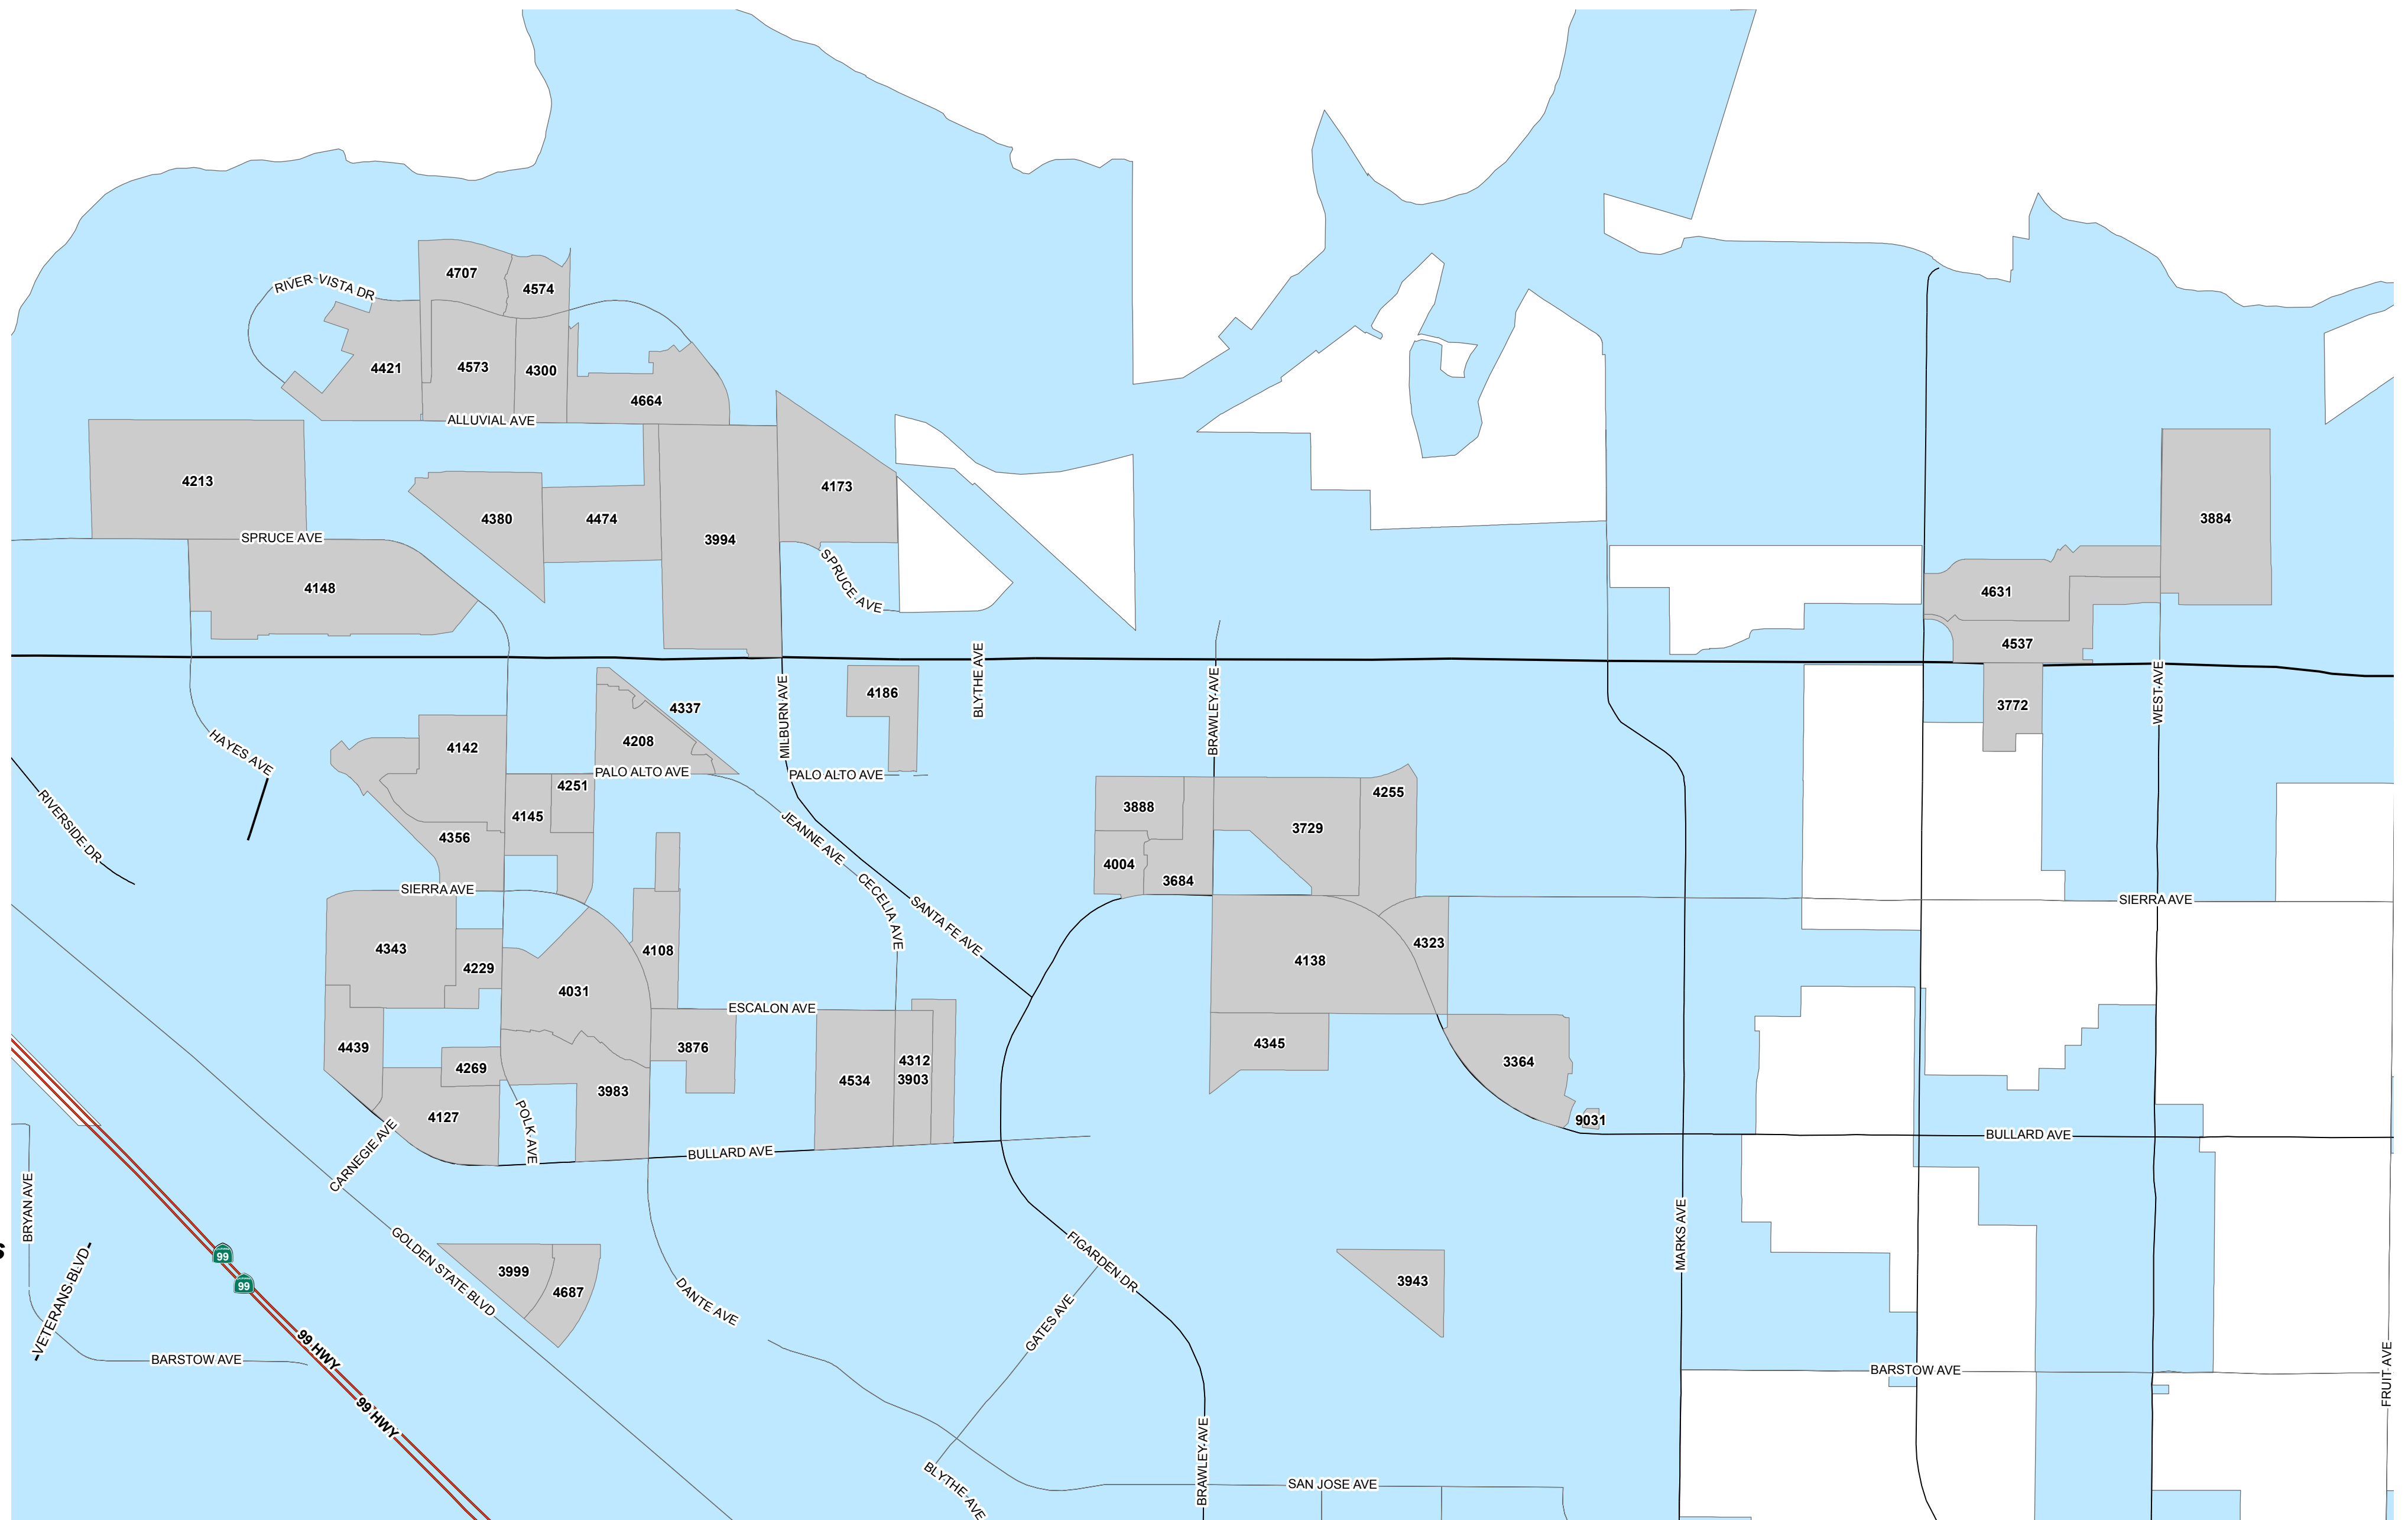 4707
4574
RIVER VISTA DR
4421
4573
4300
4664
ALLUVIAL AVE
4213
4380
4474
4173
3994
3884
SPRUCE AVE
SPRUCE AVE
4148
4631
4537
BLYTHE AVE
MILBURN AVE
4186
BRAWLEY AVE
WEST AVE
3772
4337
4208
4142
HAYES AVE
PALO ALTO AVE
PALO ALTO AVE
4251
4145
4255
3888
3729
RIVERSIDE DR
4356
JEANNE AVE
4004
3684
SIERRA AVE
CECELIA AVE
SANTA FE AVE
SIERRA AVE
4343
4229
4108
4323
4138
4031
ESCALON AVE
4439
4269
3876
4312
3903
4534
4345
3364
3983
4127
9031
POLK AVE
CARNEGIE AVE
BULLARD AVE
BULLARD AVE
BRYAN AVE
MARKS AVE
VETERANS BLVD
99
99
GOLDEN STATE BLVD
3999
4687
DANTE AVE
FIGARDEN DR
3943
GATES AVE
BARSTOW AVE
99 HWY
99 HWY
BARSTOW AVE
FRUIT AVE
BLYTHE AVE
BRAWLEY AVE
SAN JOSE AVE